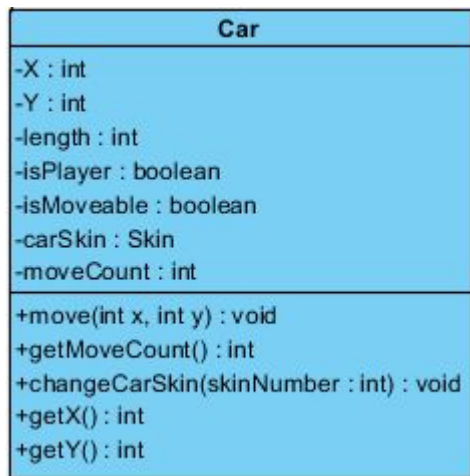 Car
-X : int
-Y : int
-length : int
-isPlayer : boolean
-isMoveable : boolean
-carSkin : Skin
-moveCount : int
+move(int x, int y) : void
+getMoveCount() : int
+changeCarSkin(skinNumber : int) : void
+getX() : int
+getY() : int